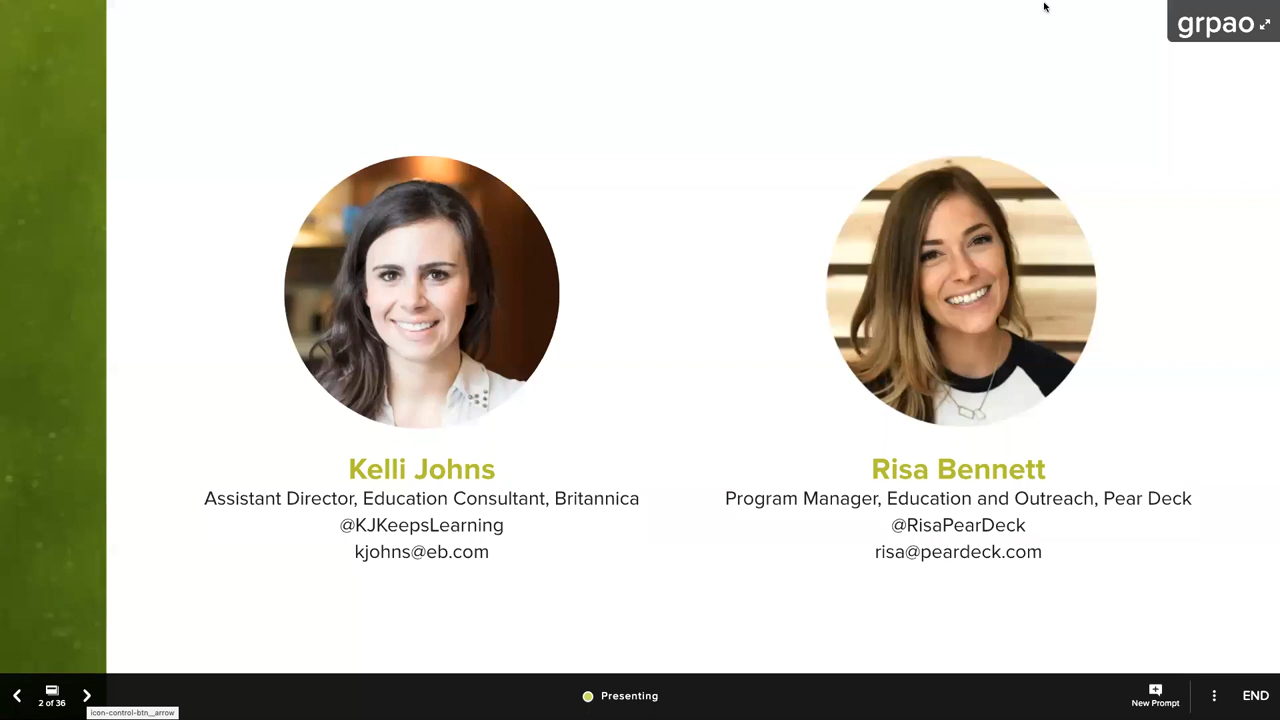 grpao
Kelli Johns
Assistant Director, Education Consultant, Britannica
@KJKeepsLearning
kjohns@eb.com
Risa Bennett
Program Manager, Education and Outreach, Pear Deck
@RisaPearDeck
risa@peardeck.com
2 of 36
icon-control-btn__arrow
Presenting
New Prompt
END